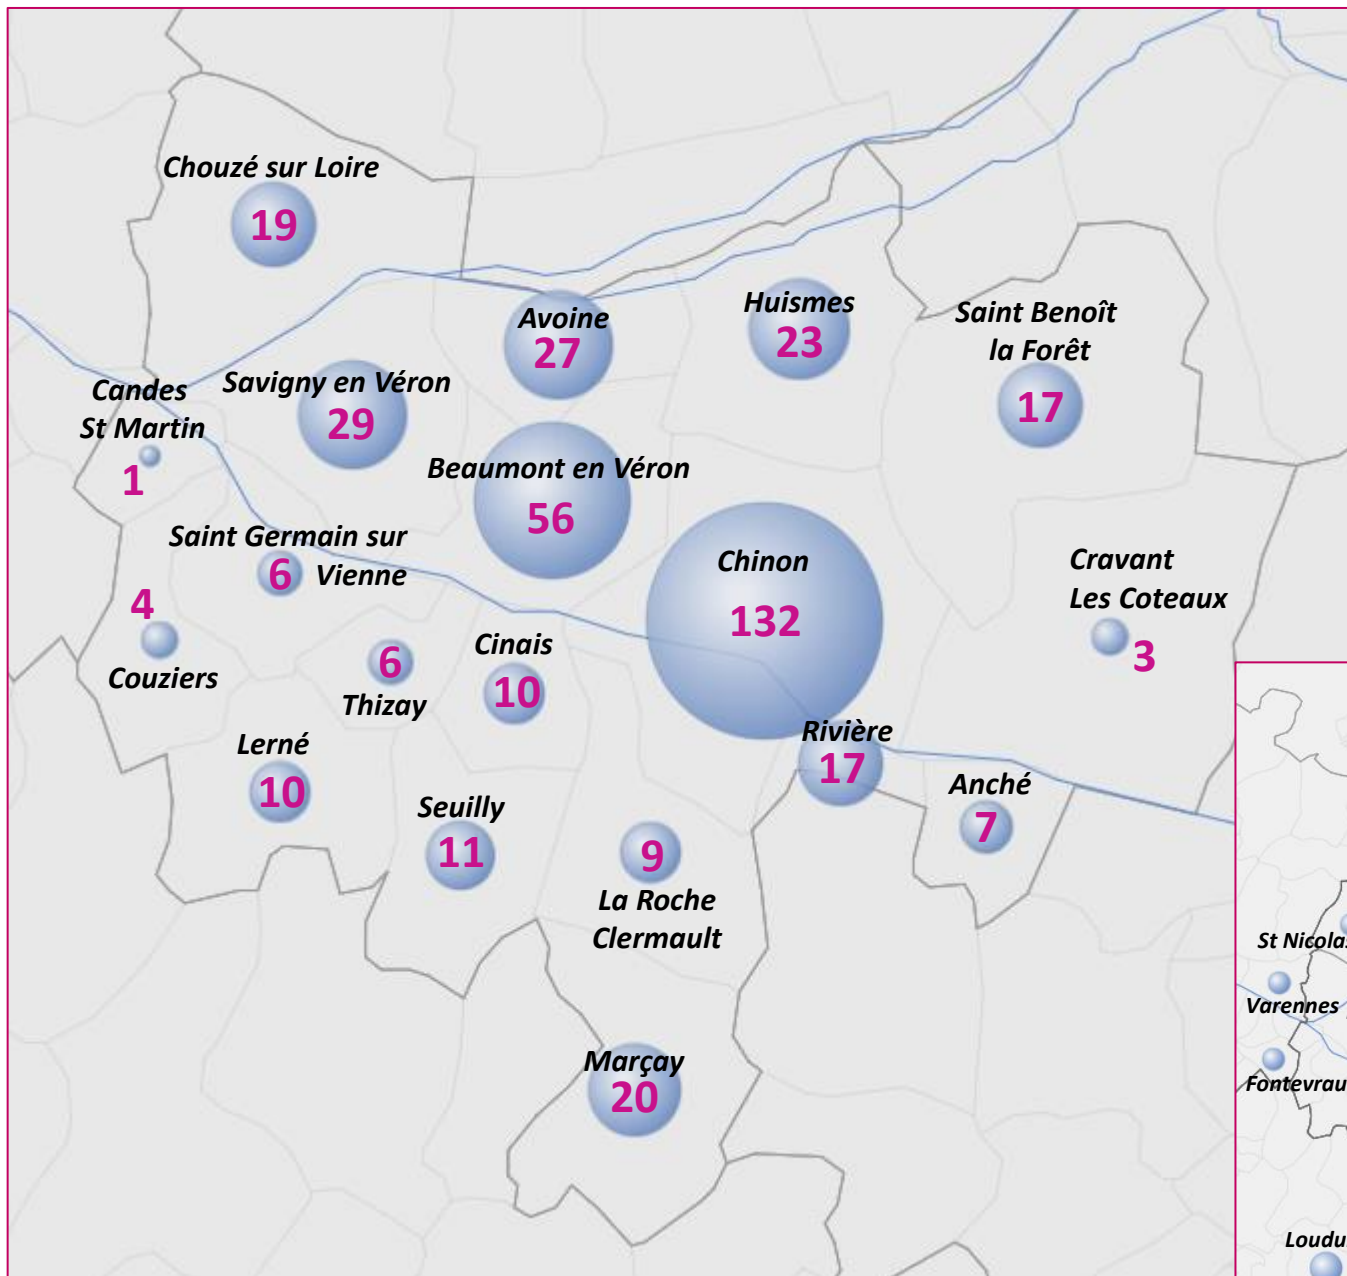 Chouzé sur Loire
19
Avoine
27
Huismes
23
Saint Benoît
la Forêt
17
Candes
St Martin
1
Savigny en Véron
29
Beaumont en Véron
56
Saint Germain sur
Vienne
6
Chinon
132
Cravant
Les Coteaux
3
4
Couziers
6
Thizay
Cinais
10
Lerné
10
Rivière
17
Anché
7
Seuilly
11
9
La Roche
Clermault
Marçay
20
St Nicolas
Varennes
Fontevrau
Loudu